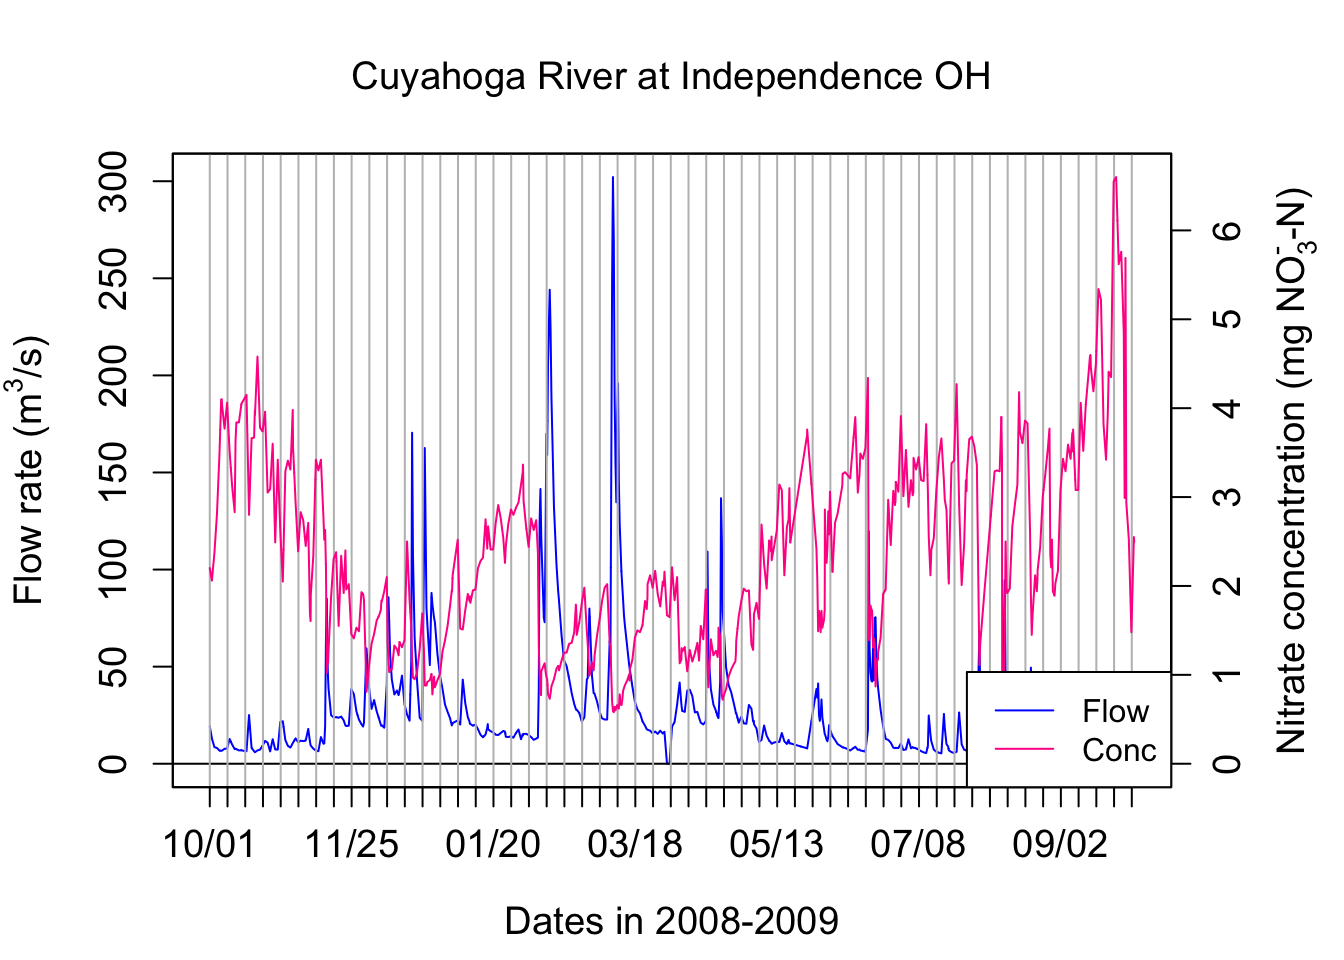 Cuyahoga River at Independence OH
Flow rate (m³/s)
300
250
200
150
100
50
0
6
5
4
3
2
1
0
Nitrate concentration (mg NO₃⁻-N)
Flow
Conc
10/01 11/25 01/20 03/18 05/13 07/08 09/02
Dates in 2008-2009